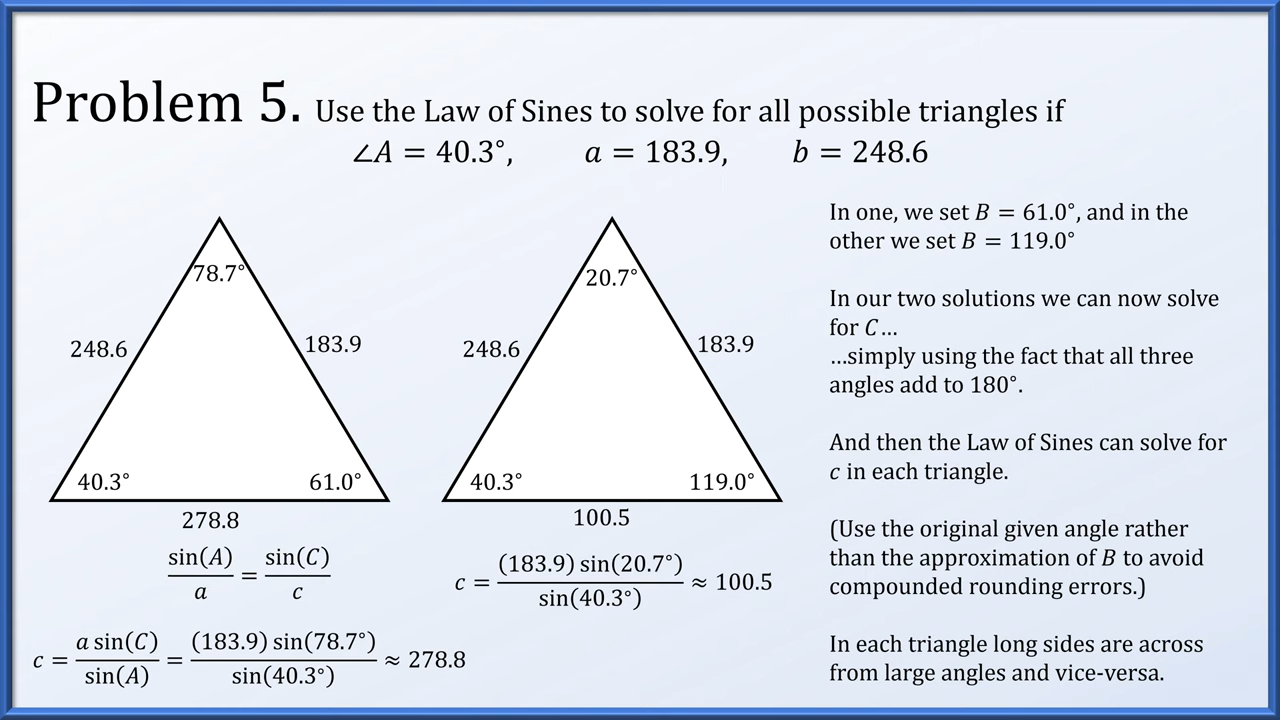 Problem 5. Use the Law of Sines to solve for all possible triangles if
∠A = 40.3°, a = 183.9, b = 248.6
78.7°
248.6
183.9
40.3°
61.0°
278.8
20.7°
248.6
183.9
40.3°
119.0°
100.5
sin(A)/a = sin(C)/c
c = a sin(C)/sin(A) = (183.9) sin(78.7°)/sin(40.3°) ≈ 278.8
c = (183.9) sin(20.7°)/sin(40.3°) ≈ 100.5
In one, we set B = 61.0°, and in the
other we set B = 119.0°
In our two solutions we can now solve
for C…
…simply using the fact that all three
angles add to 180°.
And then the Law of Sines can solve for
c in each triangle.
(Use the original given angle rather
than the approximation of B to avoid
compounded rounding errors.)
In each triangle long sides are across
from large angles and vice-versa.